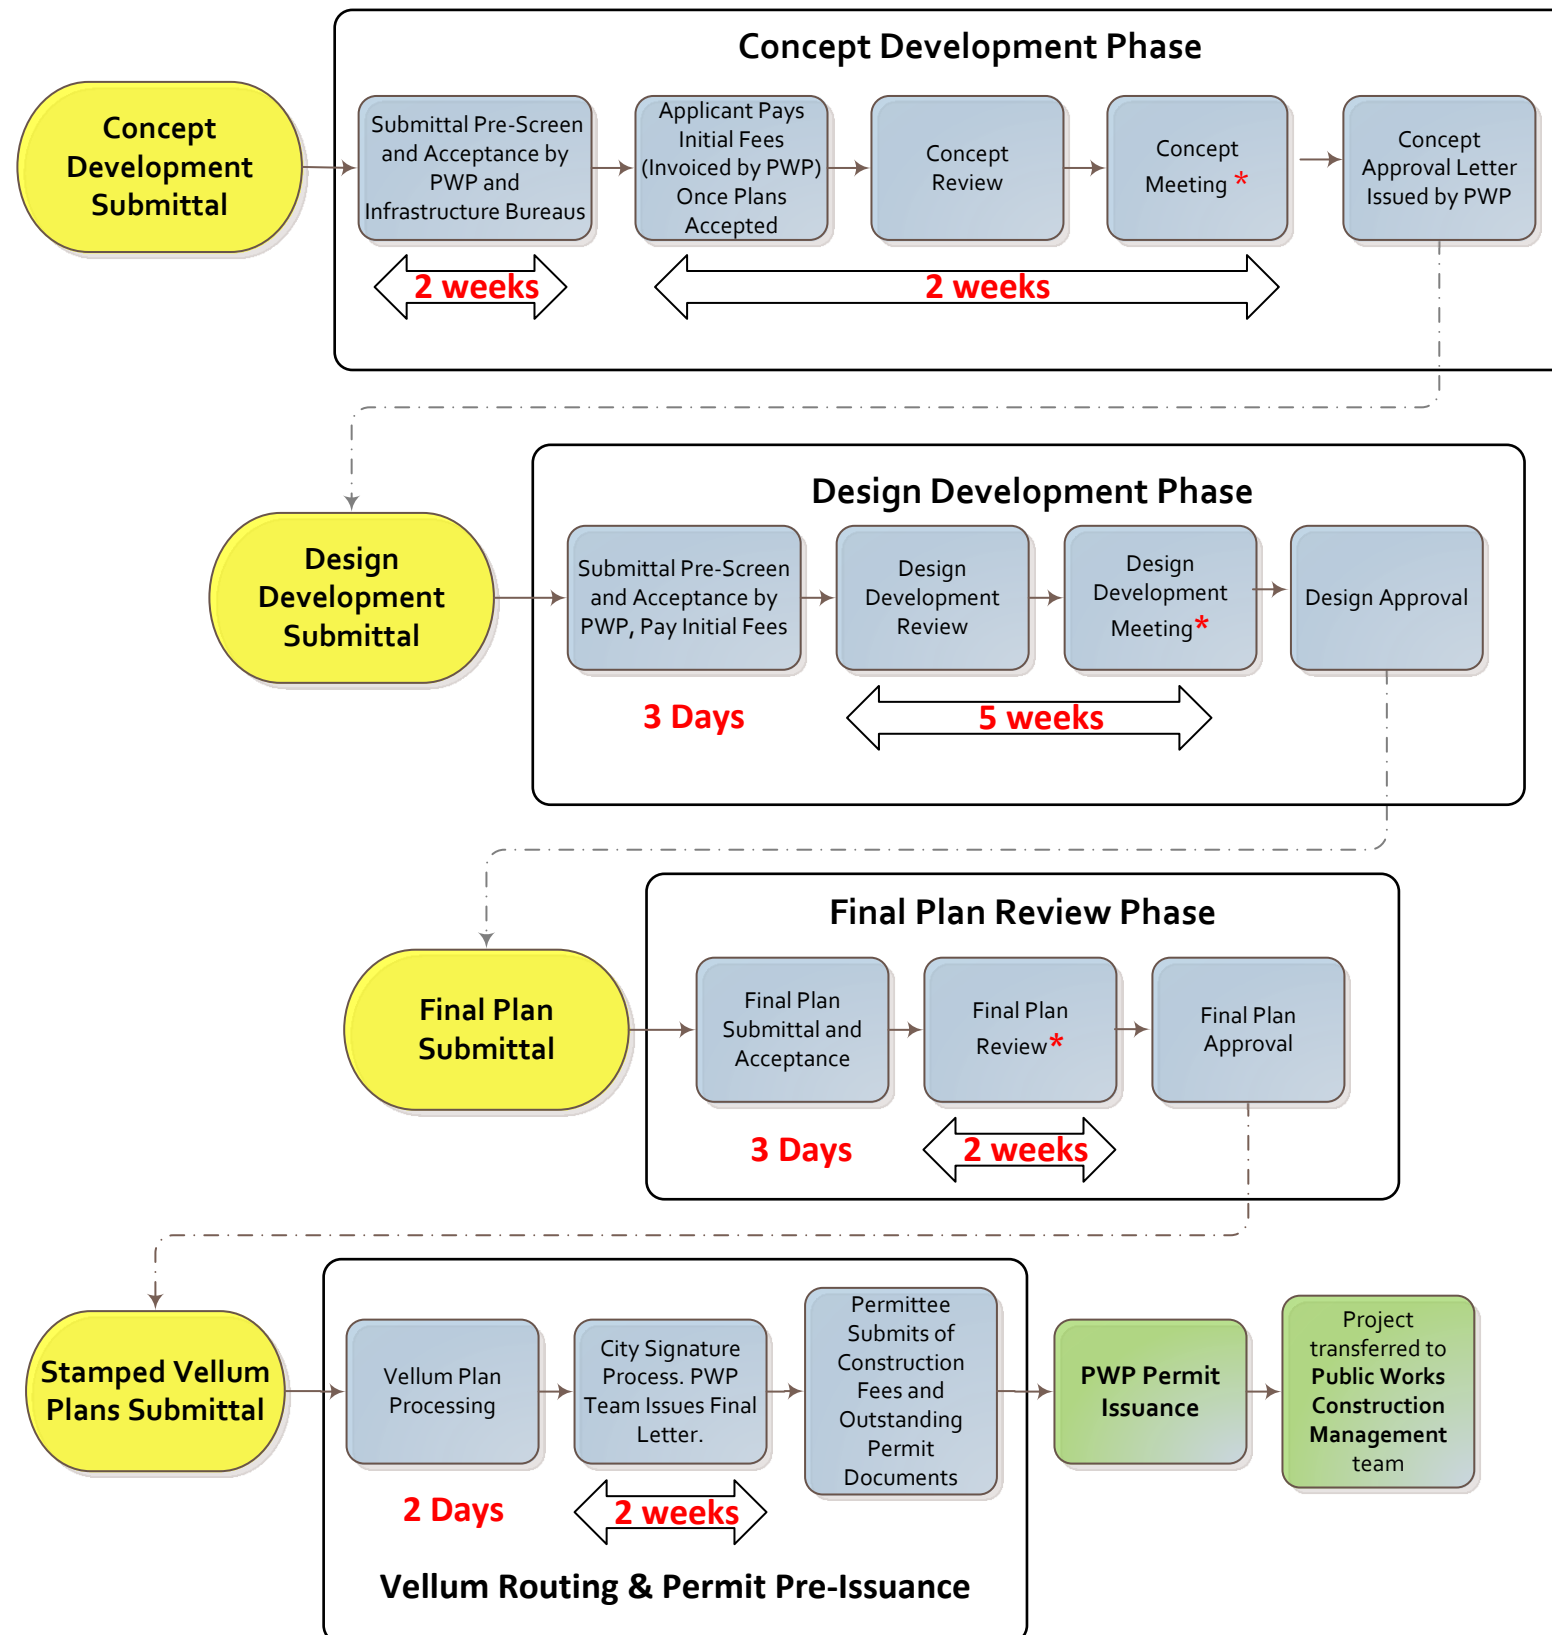 Concept Development Phase
Concept
Development
Submittal
Submittal Pre-Screen
and Acceptance by
PWP and
Infrastructure Bureaus
Applicant Pays
Initial Fees
(Invoiced by PWP)
Once Plans
Accepted
Concept
Review
Concept
Meeting *
Concept
Approval Letter
Issued by PWP
2 weeks
2 weeks
Design Development Phase
Design
Development
Submittal
Submittal Pre-Screen
and Acceptance by
PWP, Pay Initial Fees
Design
Development
Review
Design
Development
Meeting*
Design Approval
3 Days
5 weeks
Final Plan Review Phase
Final Plan
Submittal
Final Plan
Submittal and
Acceptance
Final Plan
Review*
Final Plan
Approval
3 Days
2 weeks
Stamped Vellum
Plans Submittal
Vellum Plan
Processing
City Signature
Process. PWP
Team Issues Final
Letter.
Permittee
Submits of
Construction
Fees and
Outstanding
Permit
Documents
PWP Permit
Issuance
Project
transferred to
Public Works
Construction
Management
team
2 Days
2 weeks
Vellum Routing & Permit Pre-Issuance